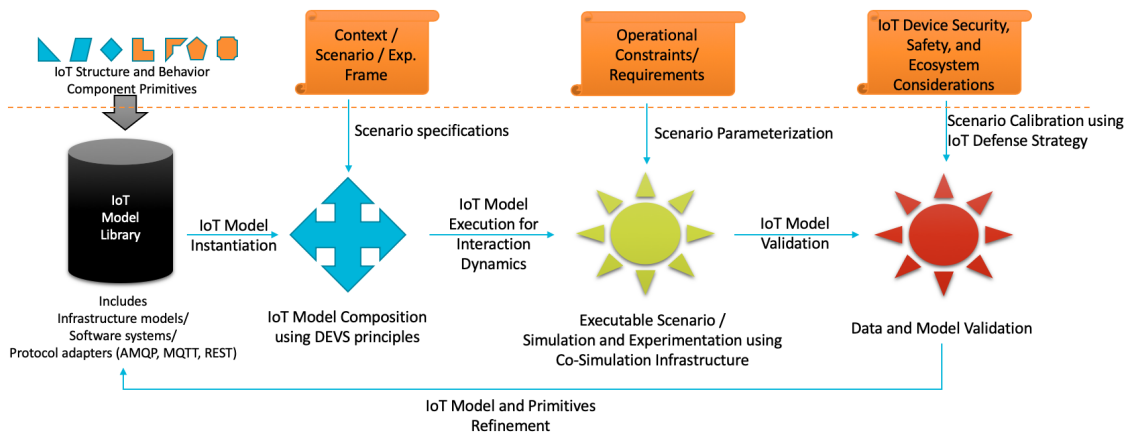 IoT Structure and Behavior
Component Primitives
Context /
Scenario / Exp.
Frame
Operational
Constraints/
Requirements
IoT Device Security,
Safety, and
Ecosystem
Considerations
Scenario specifications
Scenario Parameterization
Scenario Calibration using
IoT Defense Strategy
IoT
Model
Library
IoT Model
Instantiation
IoT Model
Execution for
Interaction
Dynamics
IoT Model
Validation
Includes
Infrastructure models/
Software systems/
Protocol adapters (AMQP, MQTT, REST)
IoT Model Composition
using DEVS principles
Executable Scenario /
Simulation and Experimentation using
Co-Simulation Infrastructure
Data and Model Validation
IoT Model and Primitives
Refinement